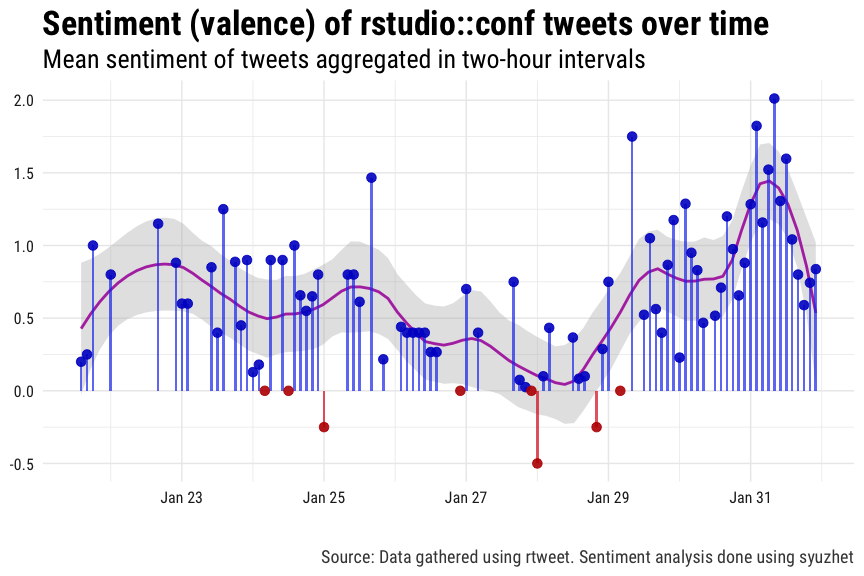 Sentiment (valence) of rstudio::conf tweets over time
Mean sentiment of tweets aggregated in two-hour intervals
2.0
1.5
1.0
0.5
0.0
-0.5
Jan 23 Jan 25 Jan 27 Jan 29 Jan 31
Source: Data gathered using rtweet. Sentiment analysis done using syuzhet